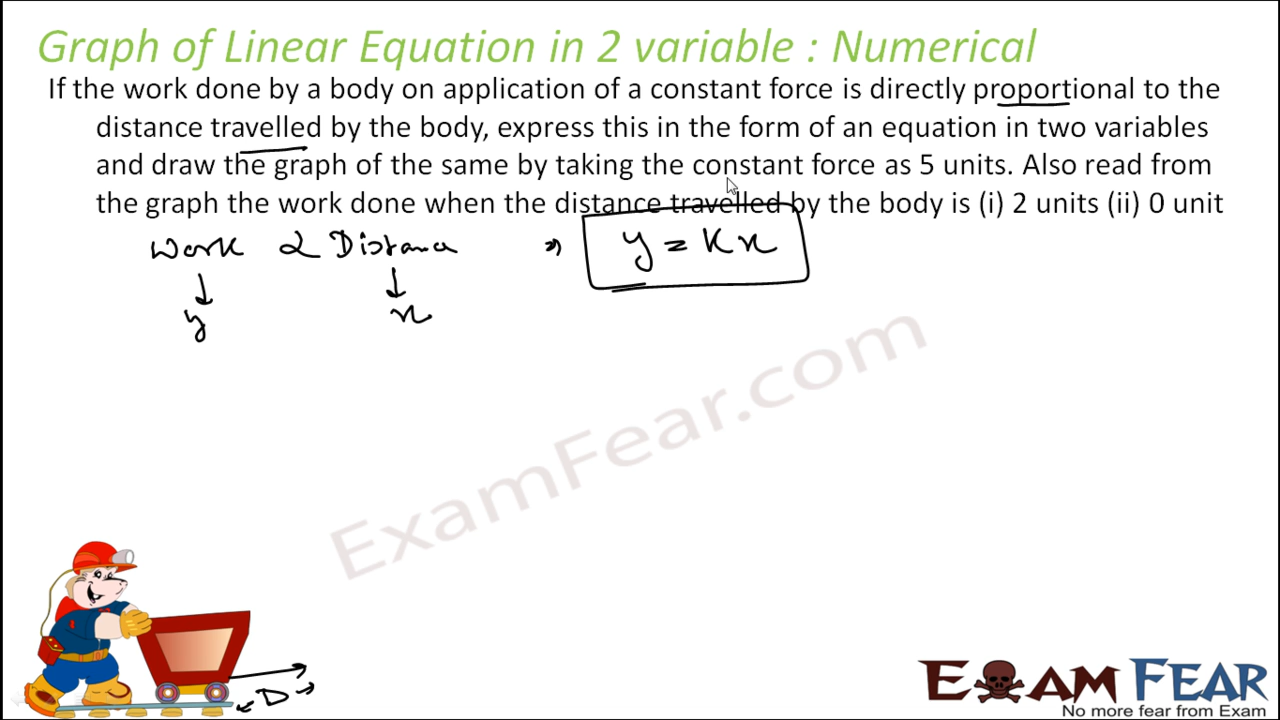 Graph of Linear Equation in 2 variable : Numerical
If the work done by a body on application of a constant force is directly proportional to the
distance travelled by the body, express this in the form of an equation in two variables
and draw the graph of the same by taking the constant force as 5 units. Also read from
the graph the work done when the distance travelled by the body is (i) 2 units (ii) 0 unit
Work α Distance ⇒ y = Kx
y x
ExamFear.com
D
EXAM FEAR
No more fear from Exam